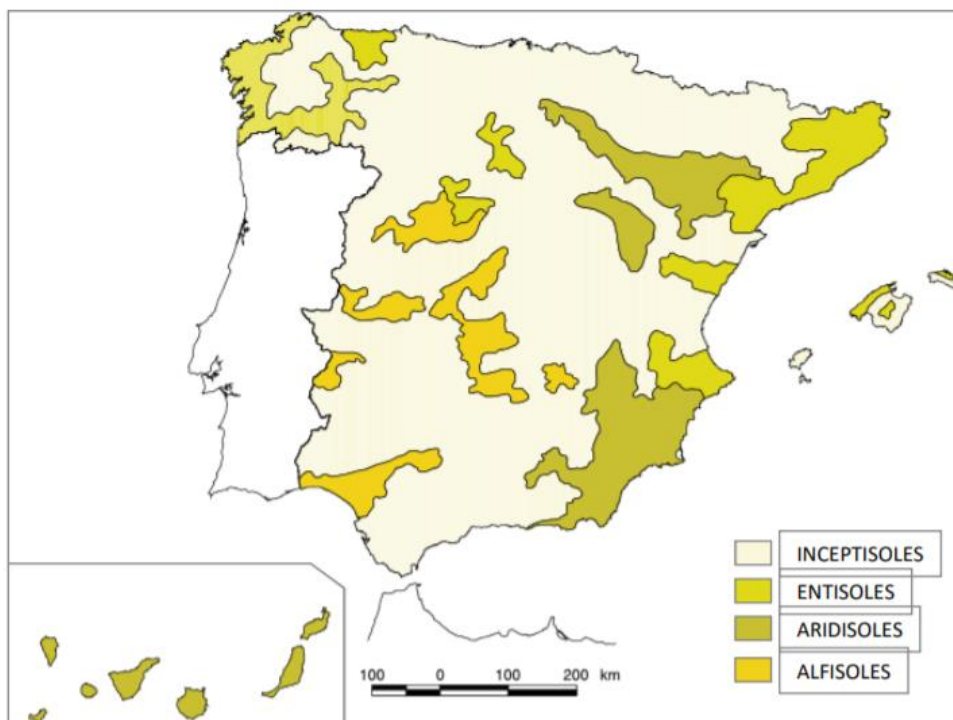 INCEPTISOLES
ENTISOLES
ARIDISOLES
ALFISOLES
100 0 100 200 km